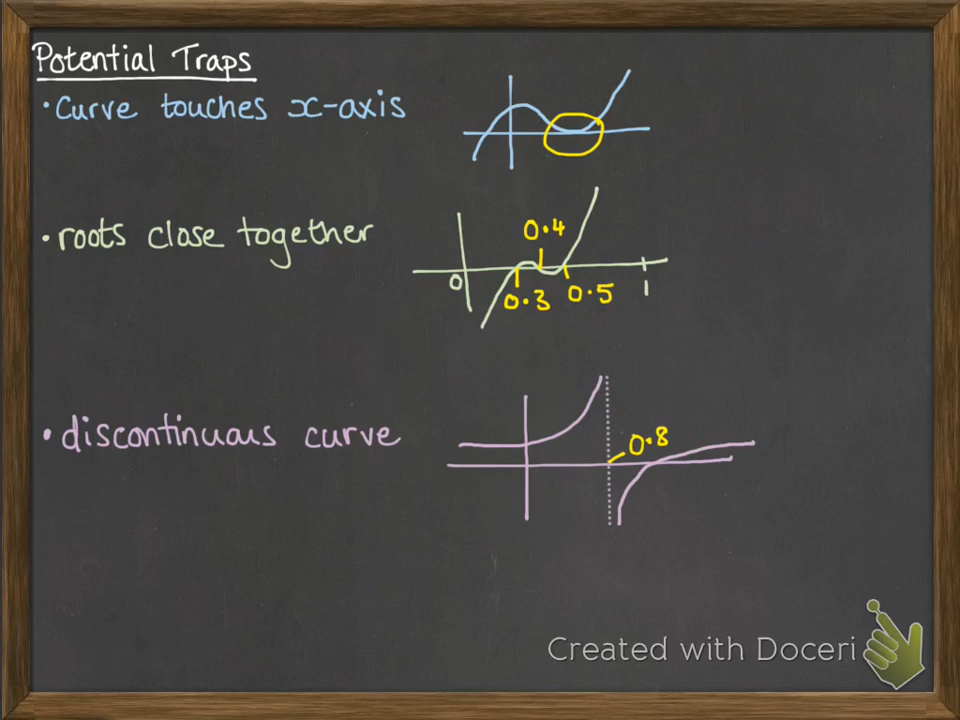 Potential Traps
• Curve touches x-axis
• roots close together
0.4
0
0.3
0.5
1
• discontinuous curve
0.8
Created with Doceri